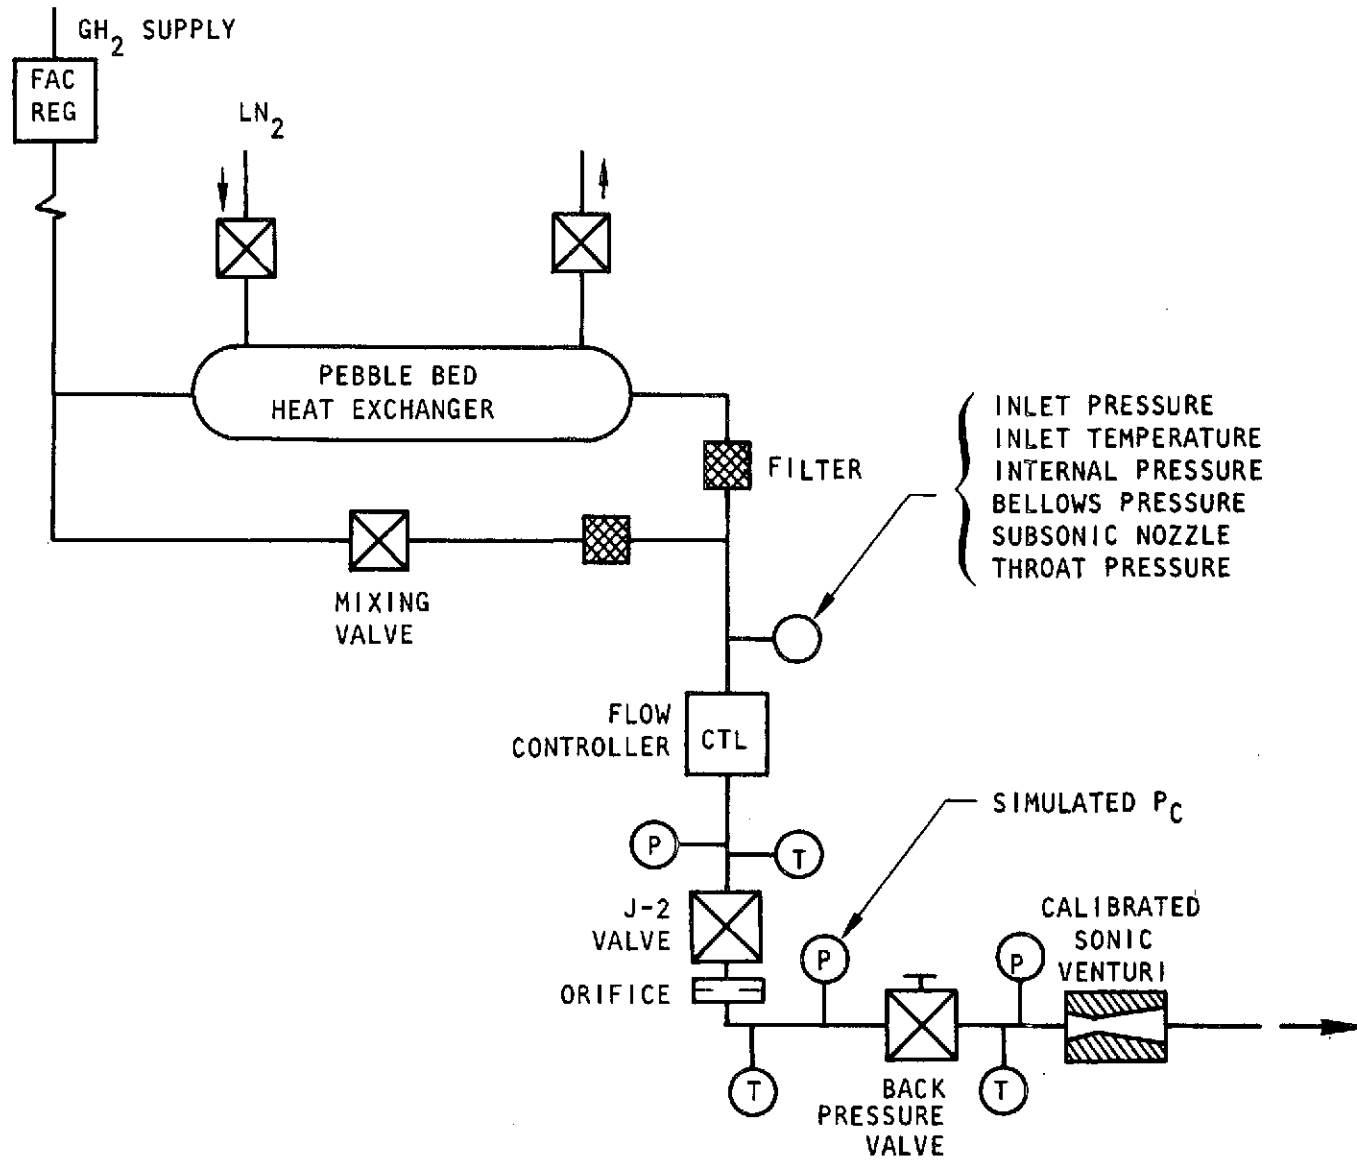 GH2 SUPPLY
FAC
REG
LN2
PEBBLE BED
HEAT EXCHANGER
FILTER
INLET PRESSURE
INLET TEMPERATURE
INTERNAL PRESSURE
BELLOWS PRESSURE
SUBSONIC NOZZLE
THROAT PRESSURE
MIXING
VALVE
FLOW
CONTROLLER
CTL
SIMULATED PC
P
T
J-2
VALVE
ORIFICE
P
P
CALIBRATED
SONIC
VENTURI
T
T
BACK
PRESSURE
VALVE